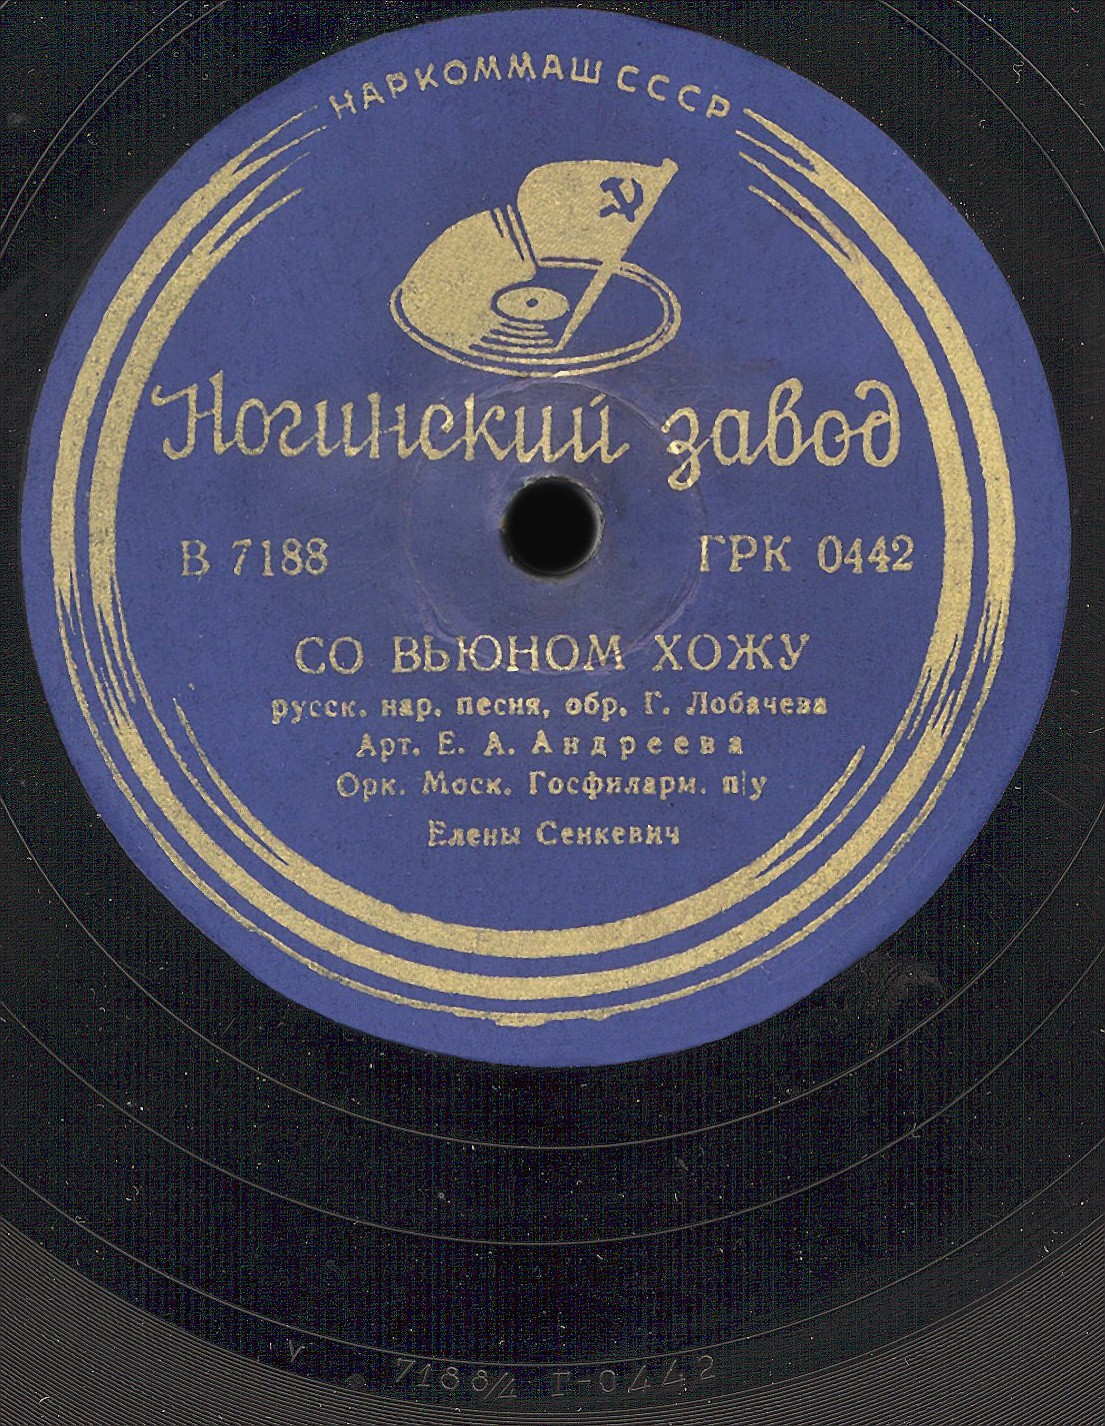 НАРКОММАШ СССР
Ногинский завод
В 7188 ГРК 0442
СО ВЬЮНОМ ХОЖУ
русск. нар. песня, обр. Г. Лобачева
Арт. Е. А. Андреева
Орк. Моск. Госфиларм. п/у
Елены Сенкевич
7188/4 Г-0442